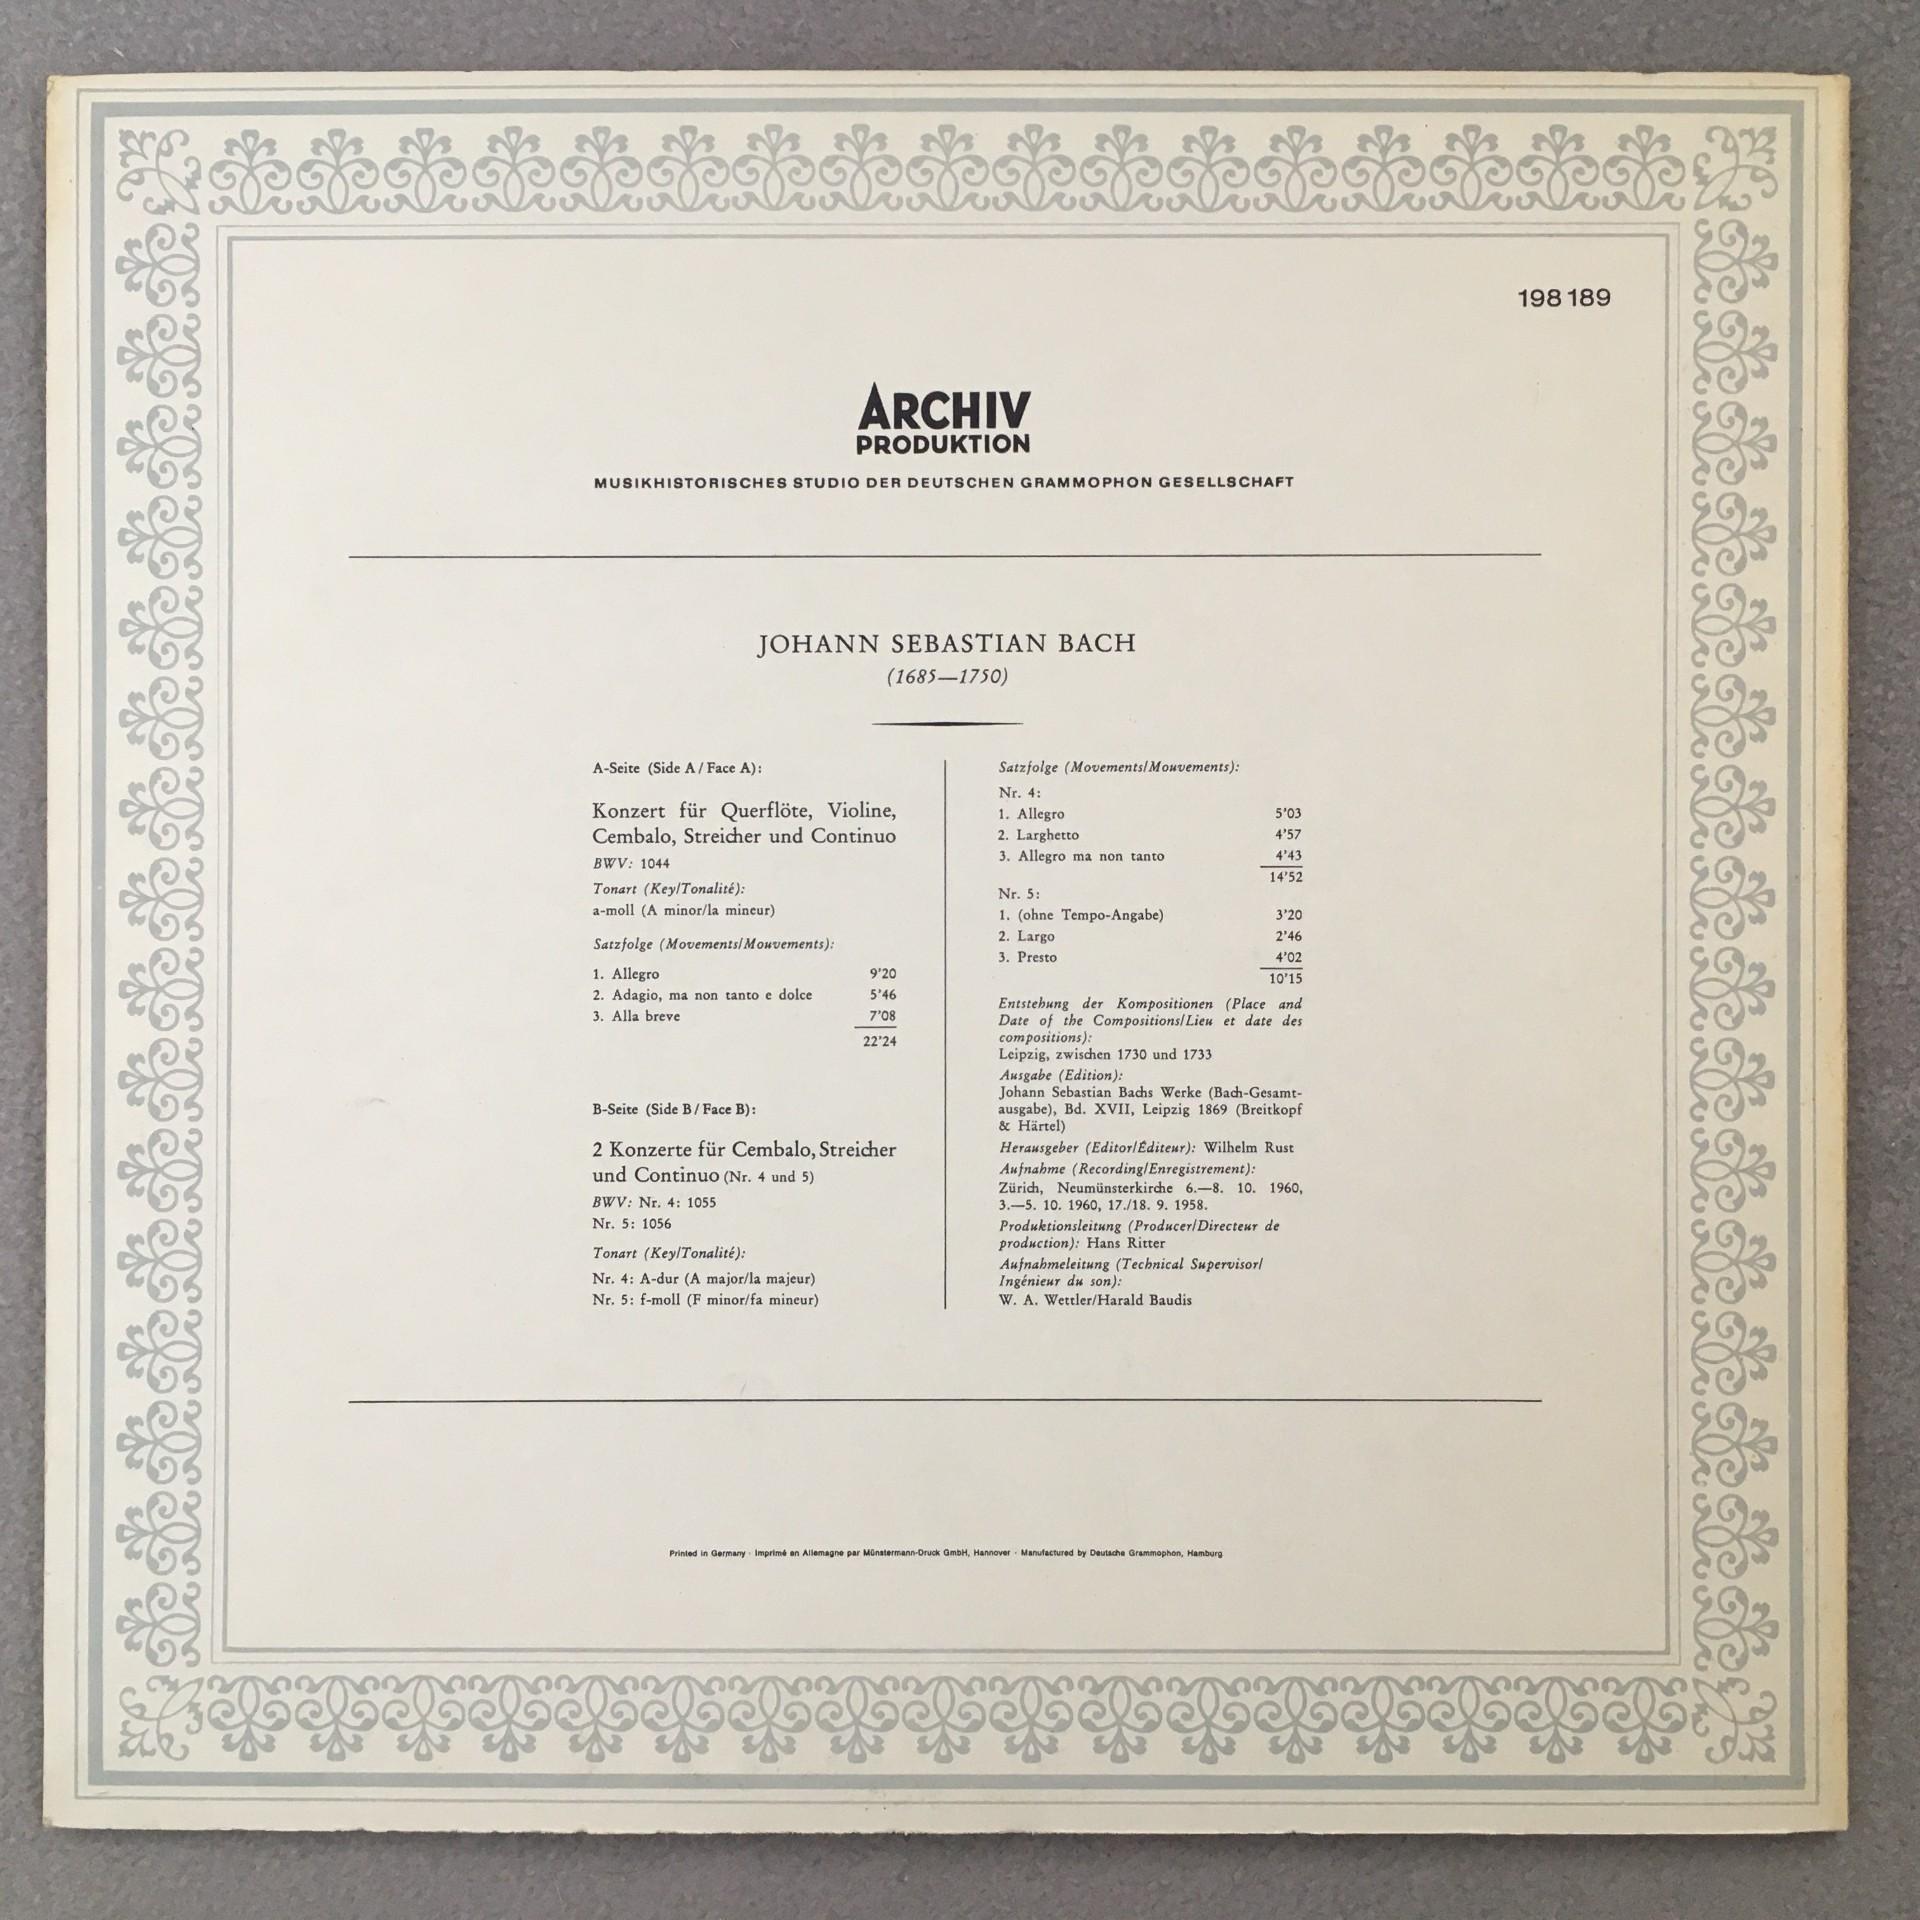 198 189
ARCHIV
PRODUKTION
MUSIKHISTORISCHES STUDIO DER DEUTSCHEN GRAMMOPHON GESELLSCHAFT
JOHANN SEBASTIAN BACH
(1685—1750)
A-Seite (Side A / Face A):
Konzert für Querflöte, Violine,
Cembalo, Streicher und Continuo
BWV: 1044
Tonart (Key/Tonalité):
a-moll (A minor/la mineur)
Satzfolge (Movements/Mouvements):
1. Allegro 9'20
2. Adagio, ma non tanto e dolce 5'46
3. Alla breve 7'08
22'24
B-Seite (Side B / Face B):
2 Konzerte für Cembalo, Streicher
und Continuo (Nr. 4 und 5)
BWV: Nr. 4: 1055
Nr. 5: 1056
Tonart (Key/Tonalité):
Nr. 4: A-dur (A major/la majeur)
Nr. 5: f-moll (F minor/fa mineur)
Satzfolge (Movements/Mouvements):
Nr. 4:
1. Allegro 5'03
2. Larghetto 4'57
3. Allegro ma non tanto 4'43
14'52
Nr. 5:
1. (ohne Tempo-Angabe) 3'20
2. Largo 2'46
3. Presto 4'02
10'15
Entstehung der Kompositionen (Place and
Date of the Compositions/Lieu et date des
compositions):
Leipzig, zwischen 1730 und 1733
Ausgabe (Edition):
Johann Sebastian Bachs Werke (Bach-Gesamt-
ausgabe), Bd. XVII, Leipzig 1869 (Breitkopf
& Härtel)
Herausgeber (Editor/Éditeur): Wilhelm Rust
Aufnahme (Recording/Enregistrement):
Zürich, Neumünsterkirche 6.—8. 10. 1960,
3.—5. 10. 1960, 17./18. 9. 1958.
Produktionsleitung (Producer/Directeur de
production): Hans Ritter
Aufnahmeleitung (Technical Supervisor/
Ingénieur du son):
W. A. Wettler/Harald Baudis
Printed in Germany · Imprimé en Allemagne par Münstermann-Druck GmbH, Hannover · Manufactured by Deutsche Grammophon, Hamburg